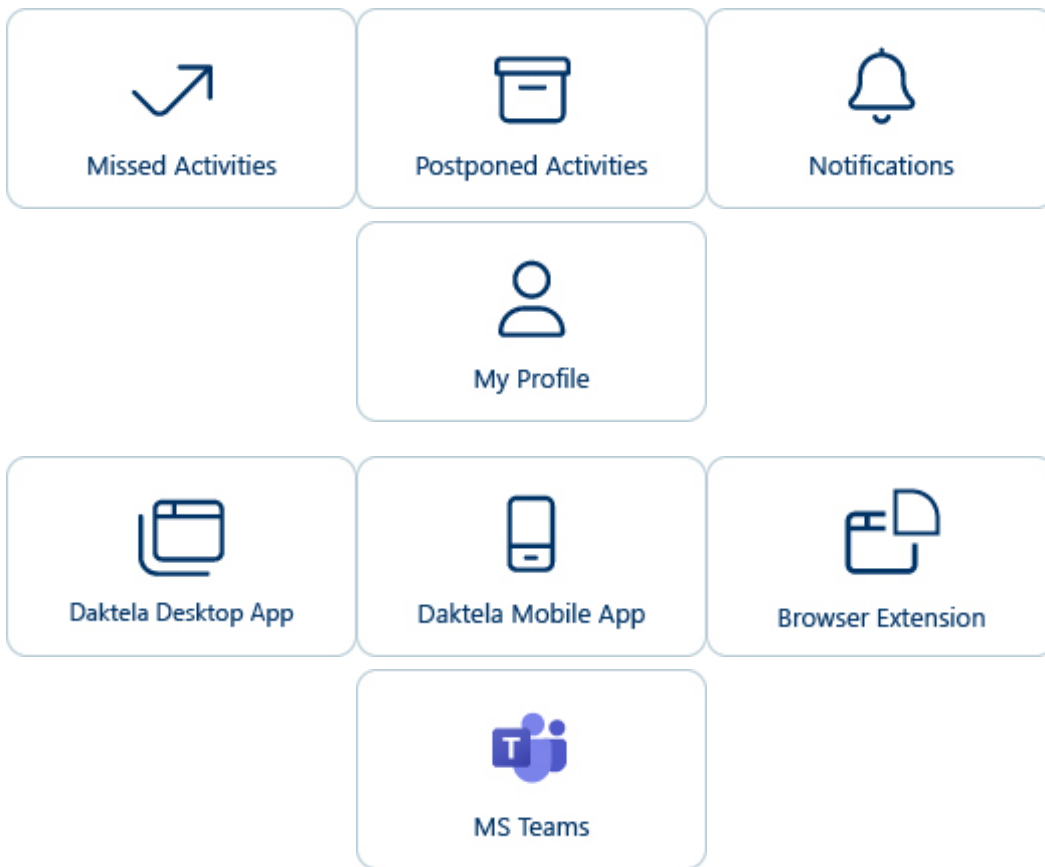 Missed Activities
Postponed Activities
Notifications
My Profile
Daktela Desktop App
Daktela Mobile App
Browser Extension
T
MS Teams